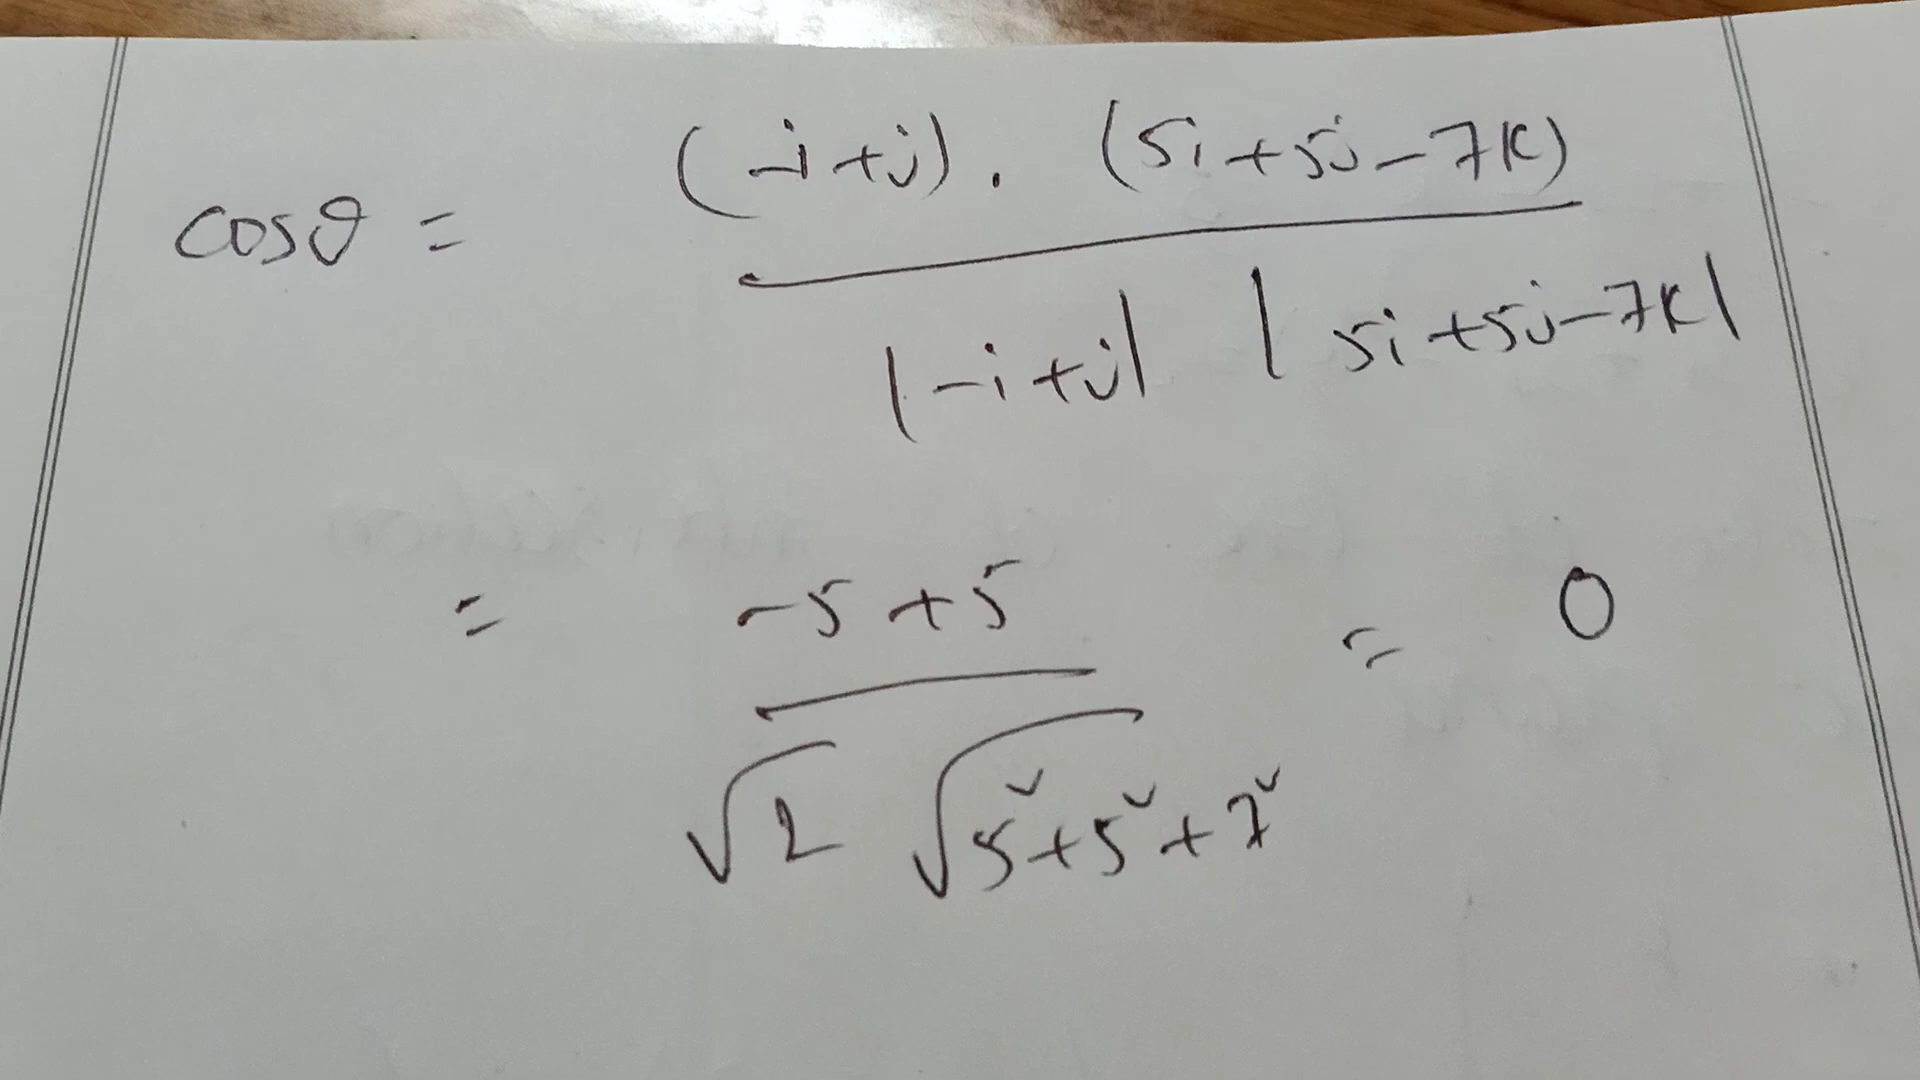 cosθ = (-i+j) . (5i+5j-7k) / |-i+j| |5i+5j-7k|
= -5+5 / √2 √5²+5²+7² = 0